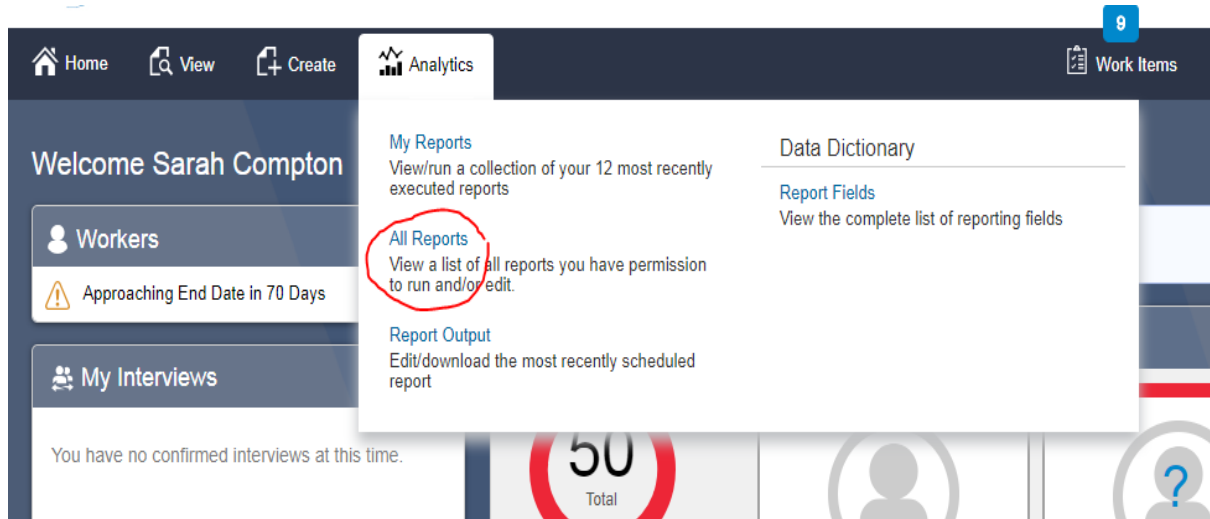 9
Home View Create Analytics Work Items
Welcome Sarah Compton
Workers
Approaching End Date in 70 Days
My Interviews
You have no confirmed interviews at this time.
My Reports
View/run a collection of your 12 most recently
executed reports
All Reports
View a list of all reports you have permission
to run and/or edit.
Report Output
Edit/download the most recently scheduled
report
Data Dictionary
Report Fields
View the complete list of reporting fields
50
Total
?